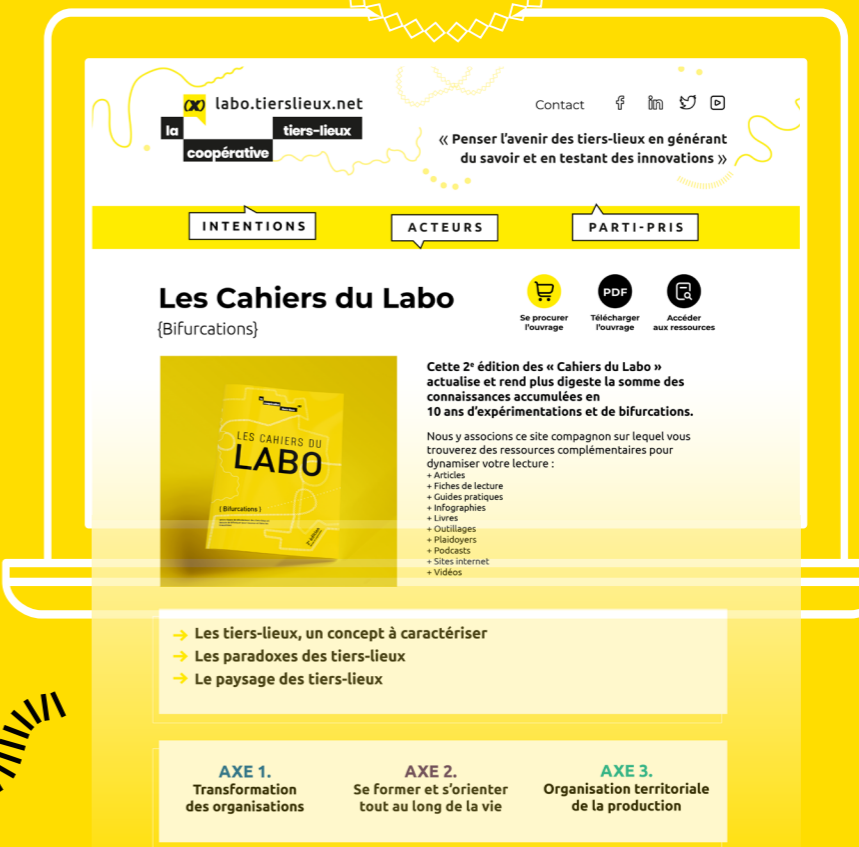 labo.tierslieux.net
la
tiers-lieux
coopérative
Contact
« Penser l'avenir des tiers-lieux en générant
du savoir et en testant des innovations »
INTENTIONS
ACTEURS
PARTI-PRIS
Les Cahiers du Labo
{Bifurcations}
Se procurer
l'ouvrage
PDF
Télécharger
l'ouvrage
Accéder
aux ressources
LES CAHIERS DU
LABO
{ Bifurcations }
2e édition
Cette 2e édition des « Cahiers du Labo »
actualise et rend plus digeste la somme des
connaissances accumulées en
10 ans d'expérimentations et de bifurcations.
Nous y associons ce site compagnon sur lequel vous
trouverez des ressources complémentaires pour
dynamiser votre lecture :
+ Articles
+ Fiches de lecture
+ Guides pratiques
+ Infographies
+ Livres
+ Outillages
+ Plaidoyers
+ Podcasts
+ Sites internet
+ Vidéos
→ Les tiers-lieux, un concept à caractériser
→ Les paradoxes des tiers-lieux
→ Le paysage des tiers-lieux
AXE 1.
Transformation
des organisations
AXE 2.
Se former et s'orienter
tout au long de la vie
AXE 3.
Organisation territoriale
de la production